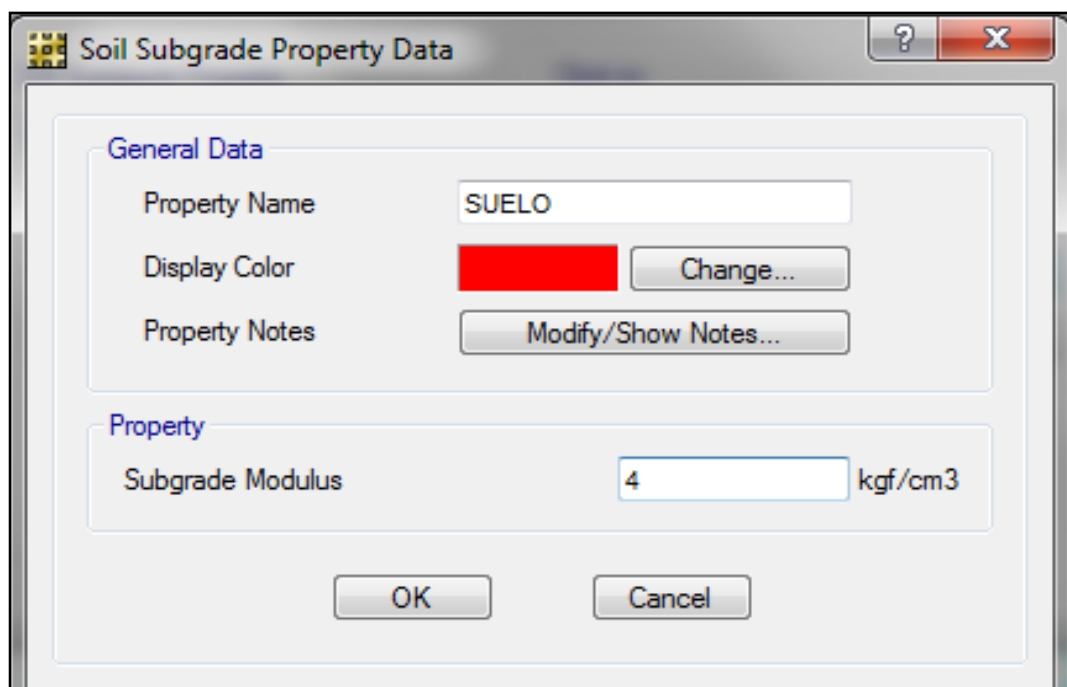 Soil Subgrade Property Data
General Data
Property Name SUELO
Display Color Change...
Property Notes Modify/Show Notes...
Property
Subgrade Modulus 4 kgf/cm3
OK Cancel